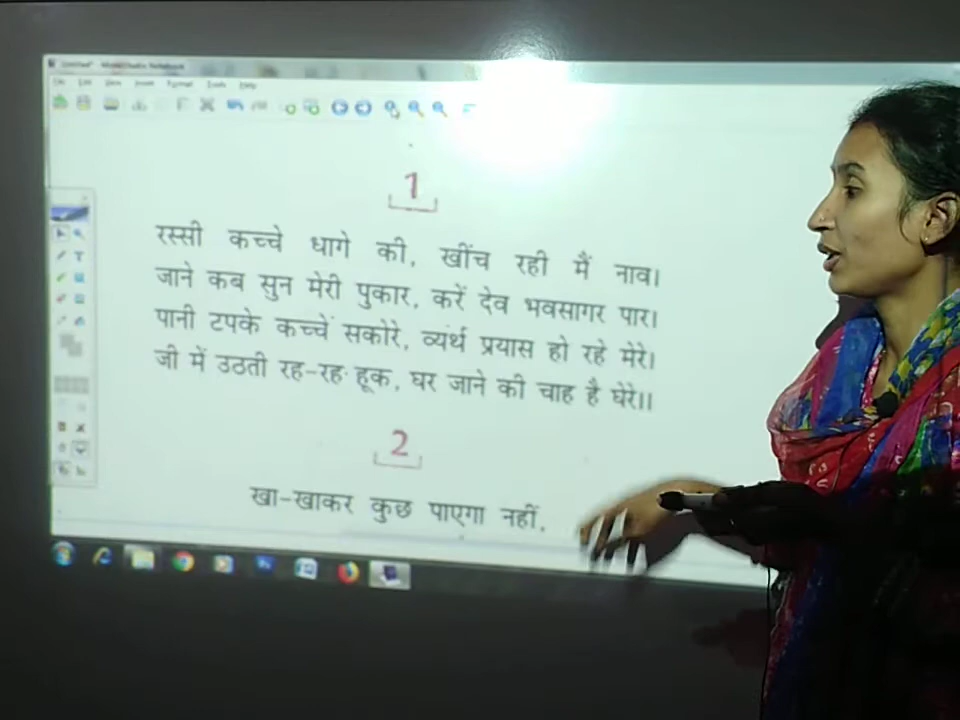 1
रस्सी कच्चे धागे की, खींच रही मैं नाव।
जाने कब सुन मेरी पुकार, करें देव भवसागर पार।
पानी टपके कच्चें सकोरे, व्यर्थ प्रयास हो रहे मेरे।
जी में उठती रह-रह हूक, घर जाने की चाह है घेरे॥
2
खा-खाकर कुछ पाएगा नहीं,